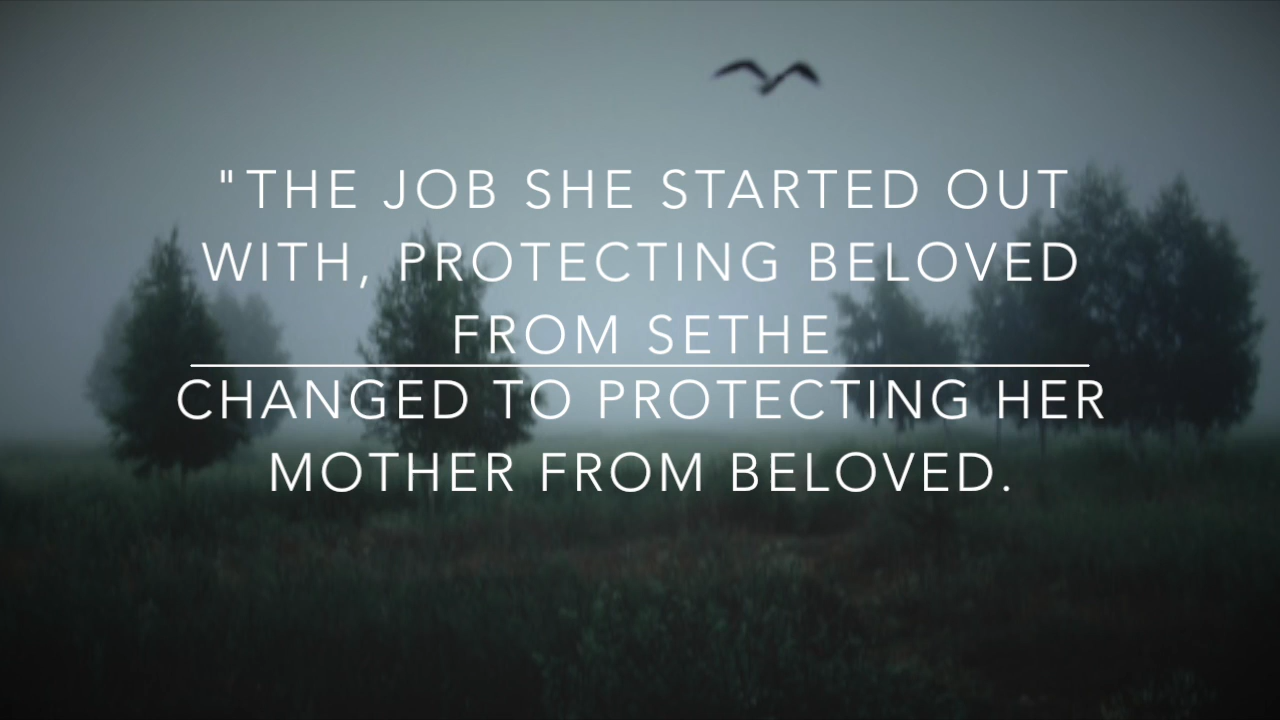 "THE JOB SHE STARTED OUT
WITH, PROTECTING BELOVED
FROM SETHE
CHANGED TO PROTECTING HER
MOTHER FROM BELOVED.